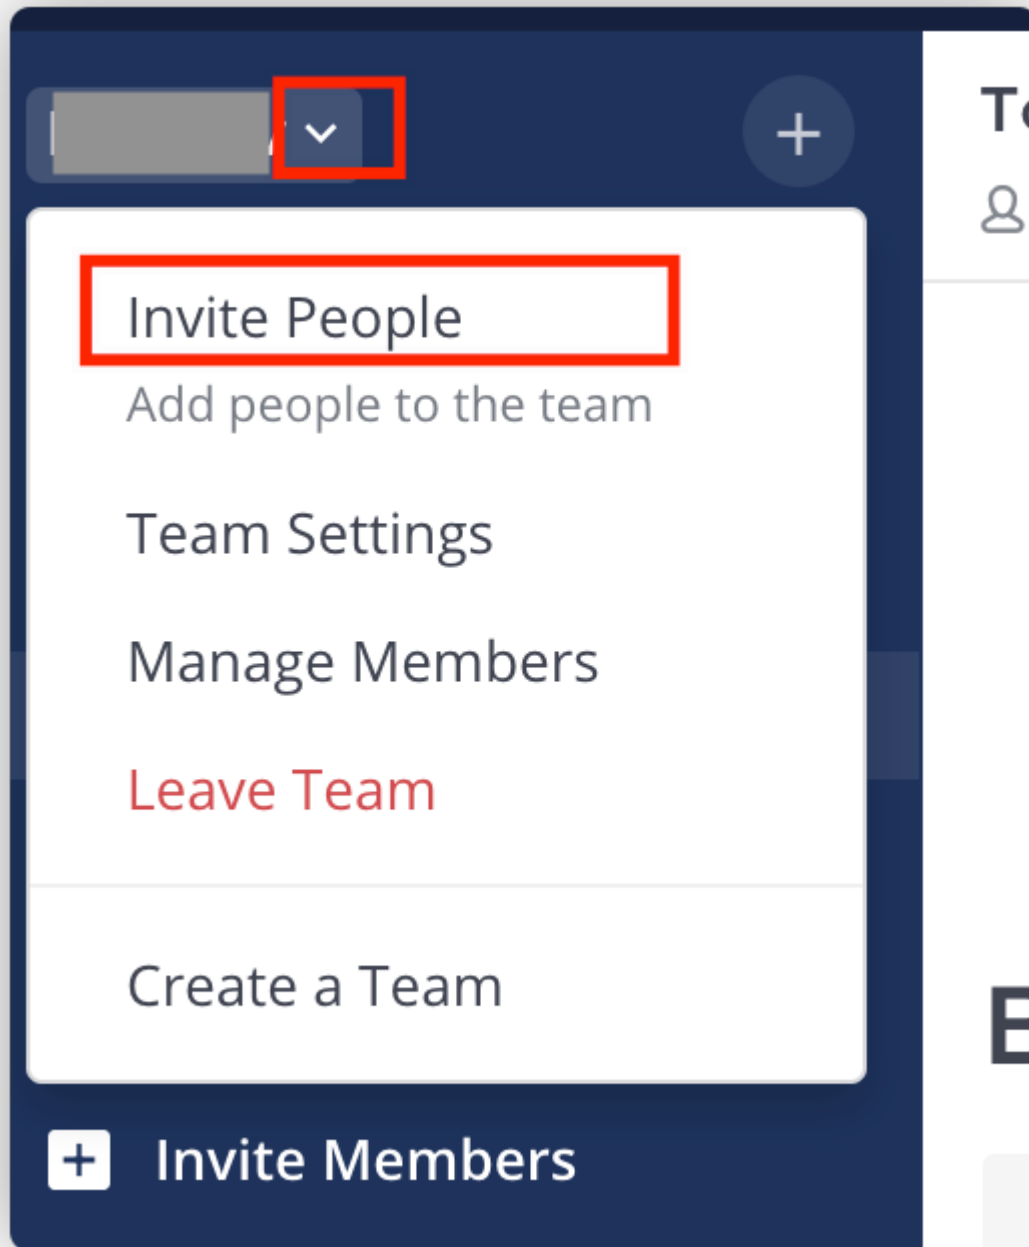 Invite People
Add people to the team
Team Settings
Manage Members
Leave Team
Create a Team
Invite Members